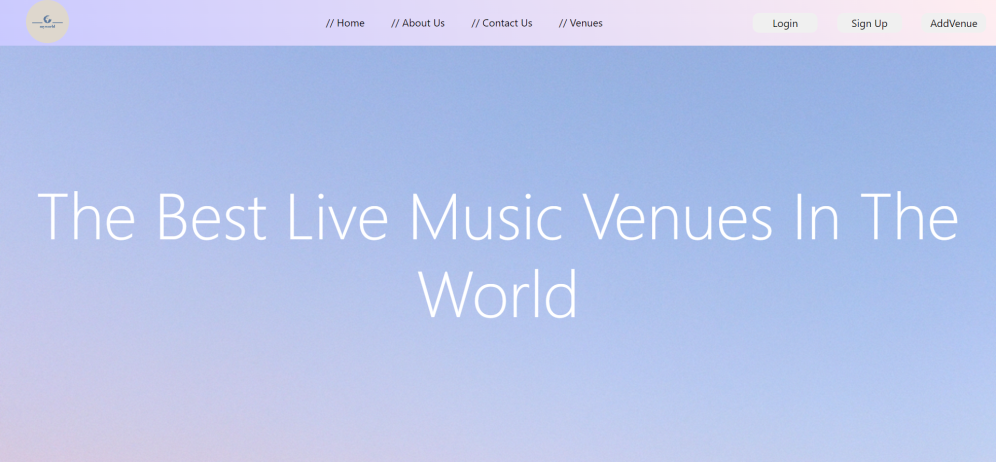 // Home // About Us // Contact Us // Venues Login Sign Up AddVenue
The Best Live Music Venues In The
World